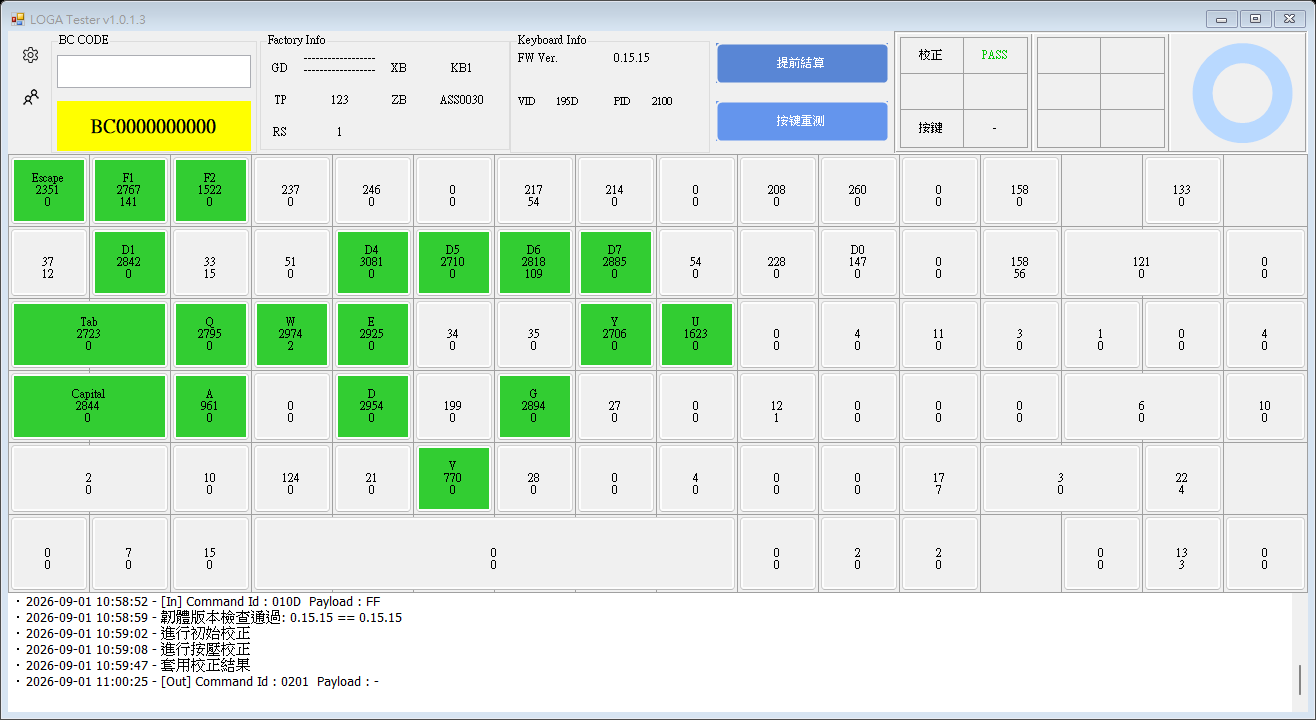 LOGA Tester v1.0.1.3
BC CODE
BC0000000000
Factory Info
GD ------------------ XB KB1
------------------
TP 123 ZB ASS0030
RS 1
Keyboard Info
FW Ver. 0.15.15
VID 195D PID 2100
提前結算
按键重测
校正 PASS
按鍵 -
Escape F1 F2
2351 2767 1522 237 246 0 217 214 0 208 260 0 158 133
0 141 0 0 0 0 54 0 0 0 0 0 0 0
D1 D4 D5 D6 D7 D0
37 2842 33 51 3081 2710 2818 2885 54 228 147 0 158 121 0
12 0 15 0 0 0 109 0 0 0 0 0 56 0 0
Tab Q W E Y U
2723 2795 2974 2925 34 35 2706 1623 0 4 11 3 1 0 4
0 0 2 0 0 0 0 0 0 0 0 0 0 0 0
Capital A D G
2844 961 0 2954 199 2894 27 0 12 0 0 0 6 10
0 0 0 0 0 0 0 0 1 0 0 0 0 0
V
2 10 124 21 770 28 0 4 0 0 17 3 22
0 0 0 0 0 0 0 0 0 0 7 0 4
0 7 15 0 0 2 2 0 13 0
0 0 0 0 0 0 0 0 3 0
· 2026-09-01 10:58:52 - [In] Command Id : 010D Payload : FF
· 2026-09-01 10:58:59 - 韌體版本檢查通過: 0.15.15 == 0.15.15
· 2026-09-01 10:59:02 - 進行初始校正
· 2026-09-01 10:59:08 - 進行按壓校正
· 2026-09-01 10:59:47 - 套用校正結果
· 2026-09-01 11:00:25 - [Out] Command Id : 0201 Payload : -